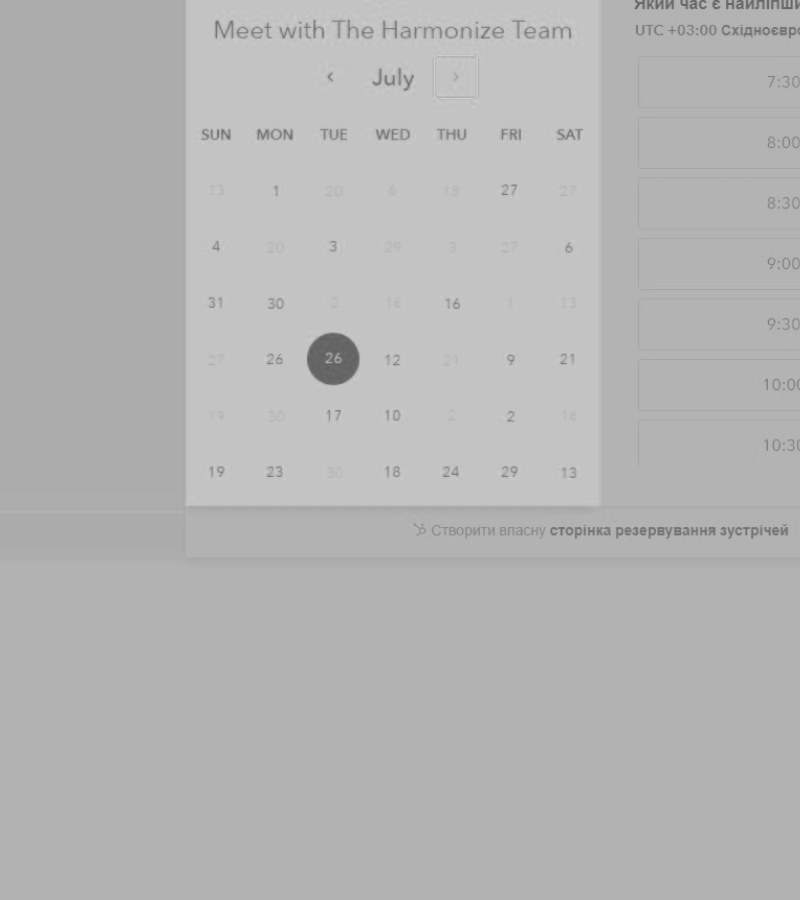 Meet with The Harmonize Team
July
SUN MON TUE WED THU FRI SAT
13 1 20 6 18 27 27
4 20 3 29 3 27 6
31 30 2 16 16 1 13
27 26 26 12 21 9 21
19 30 17 10 2 2 16
19 23 30 18 24 29 13
Який час є найліпши
UTC +03:00 Східноєвро
7:30
8:00
8:30
9:00
9:30
10:00
10:30
Створити власну сторінка резервування зустрічей